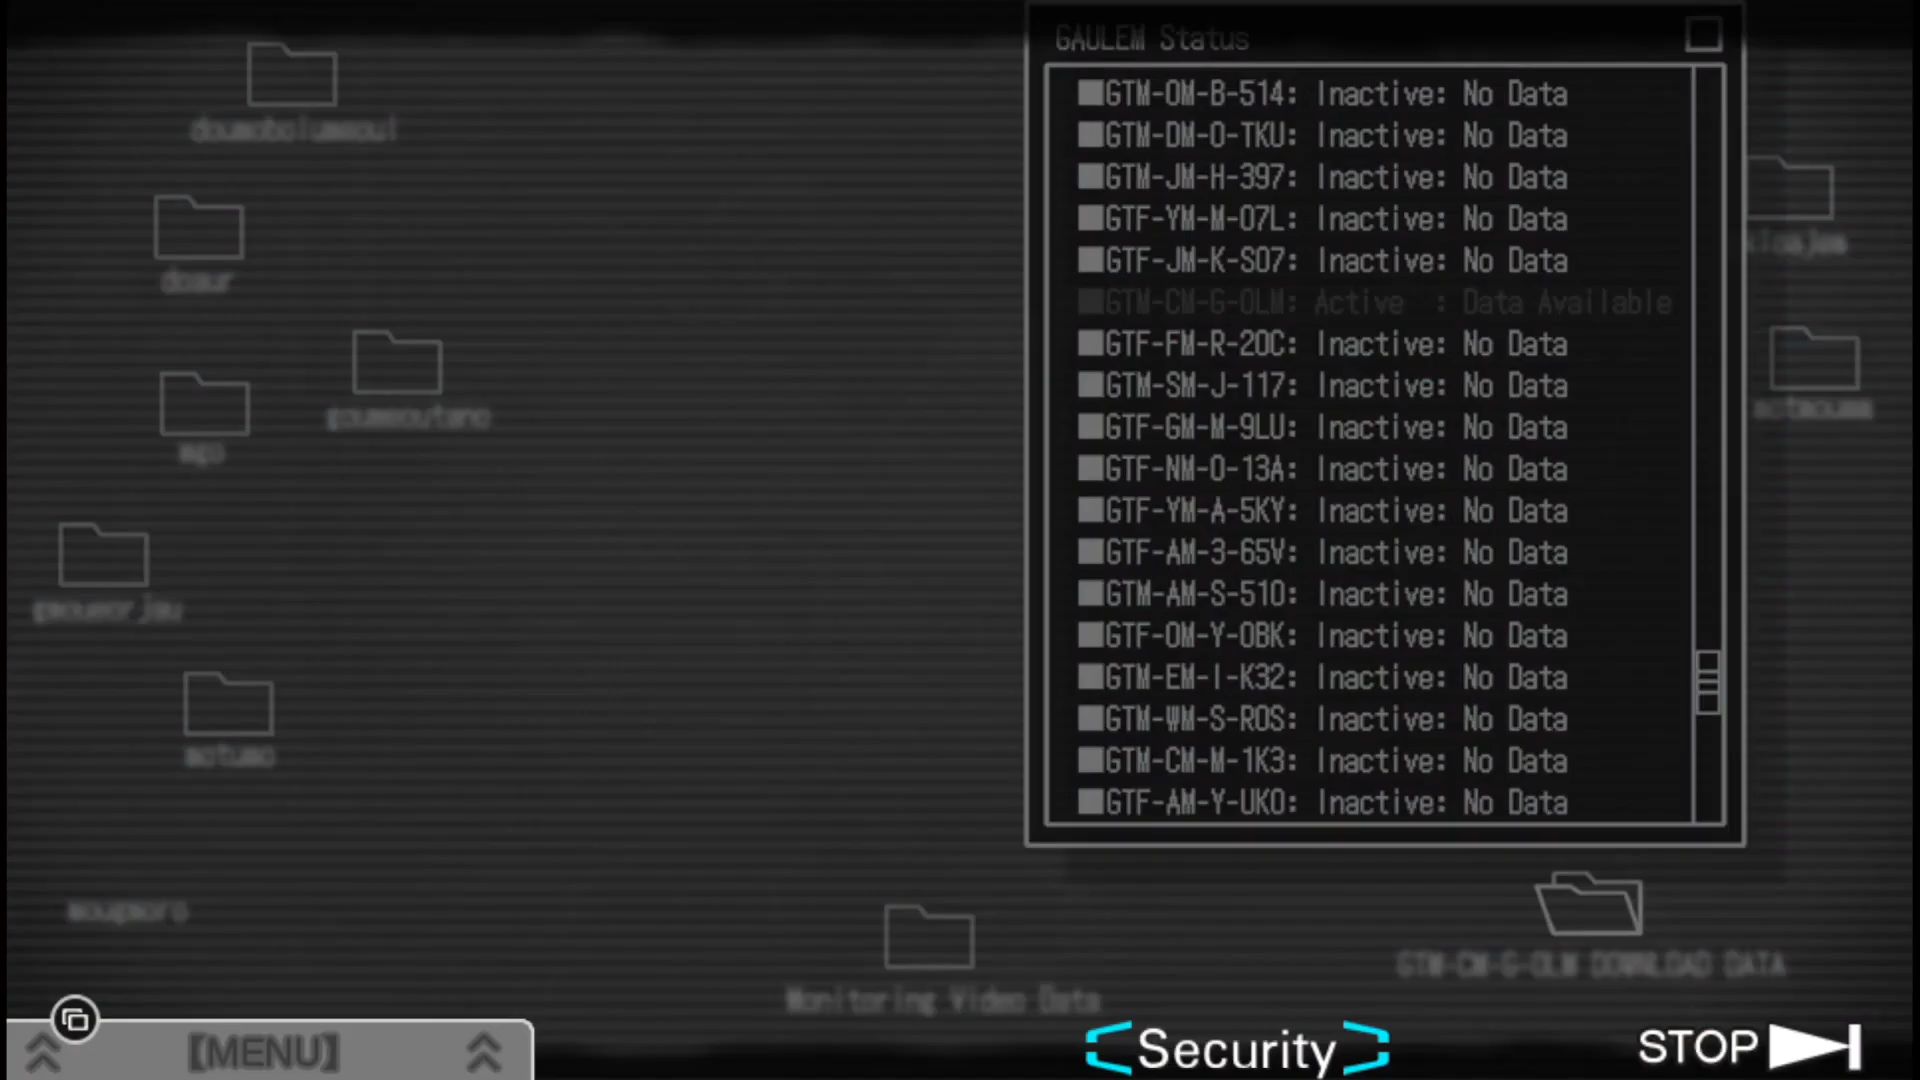 GAULEM Status
■GTM-OM-B-514: Inactive: No Data
■GTM-DM-O-TKU: Inactive: No Data
■GTM-JM-H-397: Inactive: No Data
■GTF-YM-M-07L: Inactive: No Data
■GTF-JM-K-S07: Inactive: No Data
■GTM-CM-G-OLM: Active : Data Available
■GTF-FM-R-20C: Inactive: No Data
■GTM-SM-J-117: Inactive: No Data
■GTF-GM-M-9LU: Inactive: No Data
■GTF-NM-O-13A: Inactive: No Data
■GTF-YM-A-5KY: Inactive: No Data
■GTF-AM-3-65V: Inactive: No Data
■GTM-AM-S-510: Inactive: No Data
■GTF-OM-Y-OBK: Inactive: No Data
■GTM-EM-I-K32: Inactive: No Data
■GTM-WM-S-ROS: Inactive: No Data
■GTM-CM-M-1K3: Inactive: No Data
■GTF-AM-Y-UKO: Inactive: No Data
GTM-CM-G-OLM DOWNLOAD DATA
Monitoring Video Data
【MENU】
Security
STOP